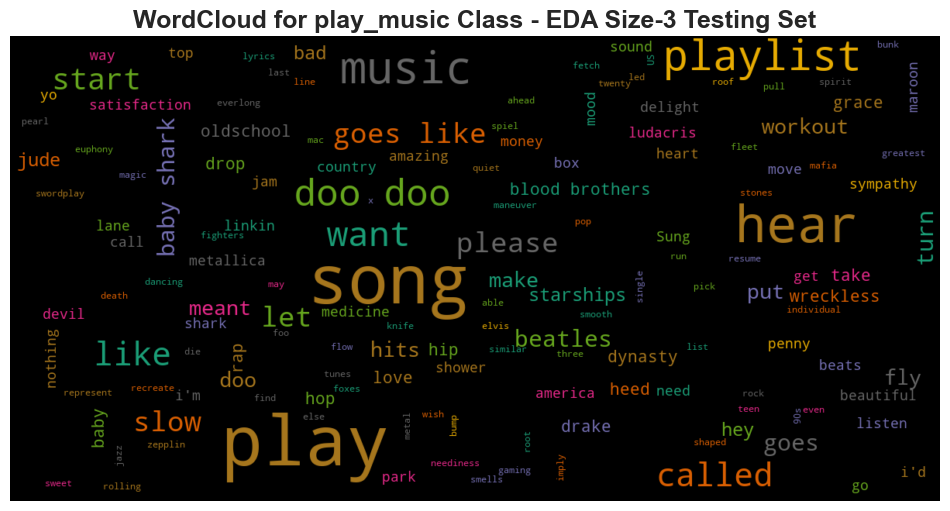 WordCloud for play_music Class - EDA Size-3 Testing Set
way
top
lyrics
bad
music
sound
US
playlist
bunk
start
last
line
fetch
twenty
led
roof
pull
spirit
maroon
yo
satisfaction
everlong
ahead
mood
delight
grace
pearl
oldschool
goes like
spiel
money
ludacris
workout
jude
euphony
baby shark
drop
mac
amazing
country
quiet
box
heart
fleet
greatest
magic
jam
move
mafia
swordplay
doo doo
x
blood brothers
maneuver
stones
sympathy
lane
call
linkin
fighters
want
please
pop
Sung
hear
turn
metallica
run
resume
dancing
may
song
make
able
starships
single
pick
put
get take
wreckless
individual
death
devil
meant
shark
let
medicine
knife
elvis
smooth
nothing
like
die
rap
foo
flow
hits
hip
similar
beatles
three
list
dynasty
penny
doo
tunes
love
shower
beats
fly
represent
recreate
i'm
find
foxes
hop
america
heed
need
rock
beautiful
baby
slow
else
play
metal
wish
bump
drake
teen
90s
even
hey
listen
jazz
zepplin
root
shaped
goes
sweet
rolling
park
neediness
smells
gaming
imply
called
i'd
go